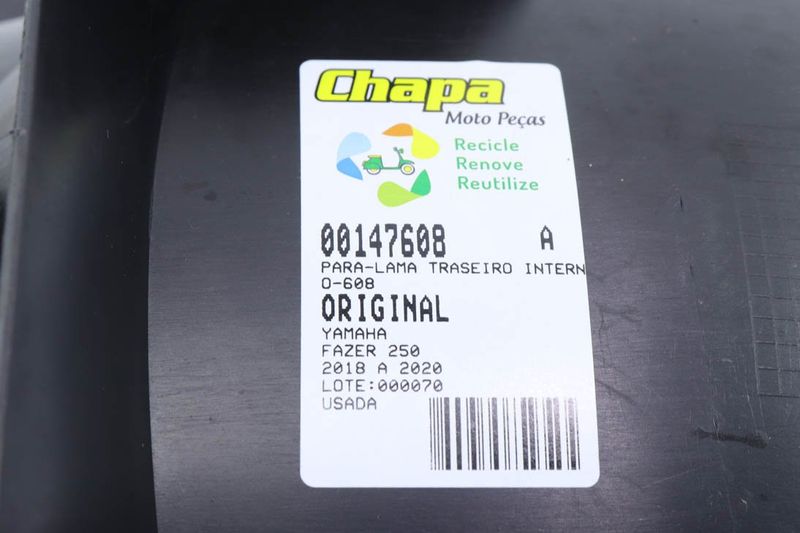 Chapa
Moto Peças
Recicle
Renove
Reutilize
00147608 A
PARA-LAMA TRASEIRO INTERN
O-608
ORIGINAL
YAMAHA
FAZER 250
2018 A 2020
LOTE:000070
USADA